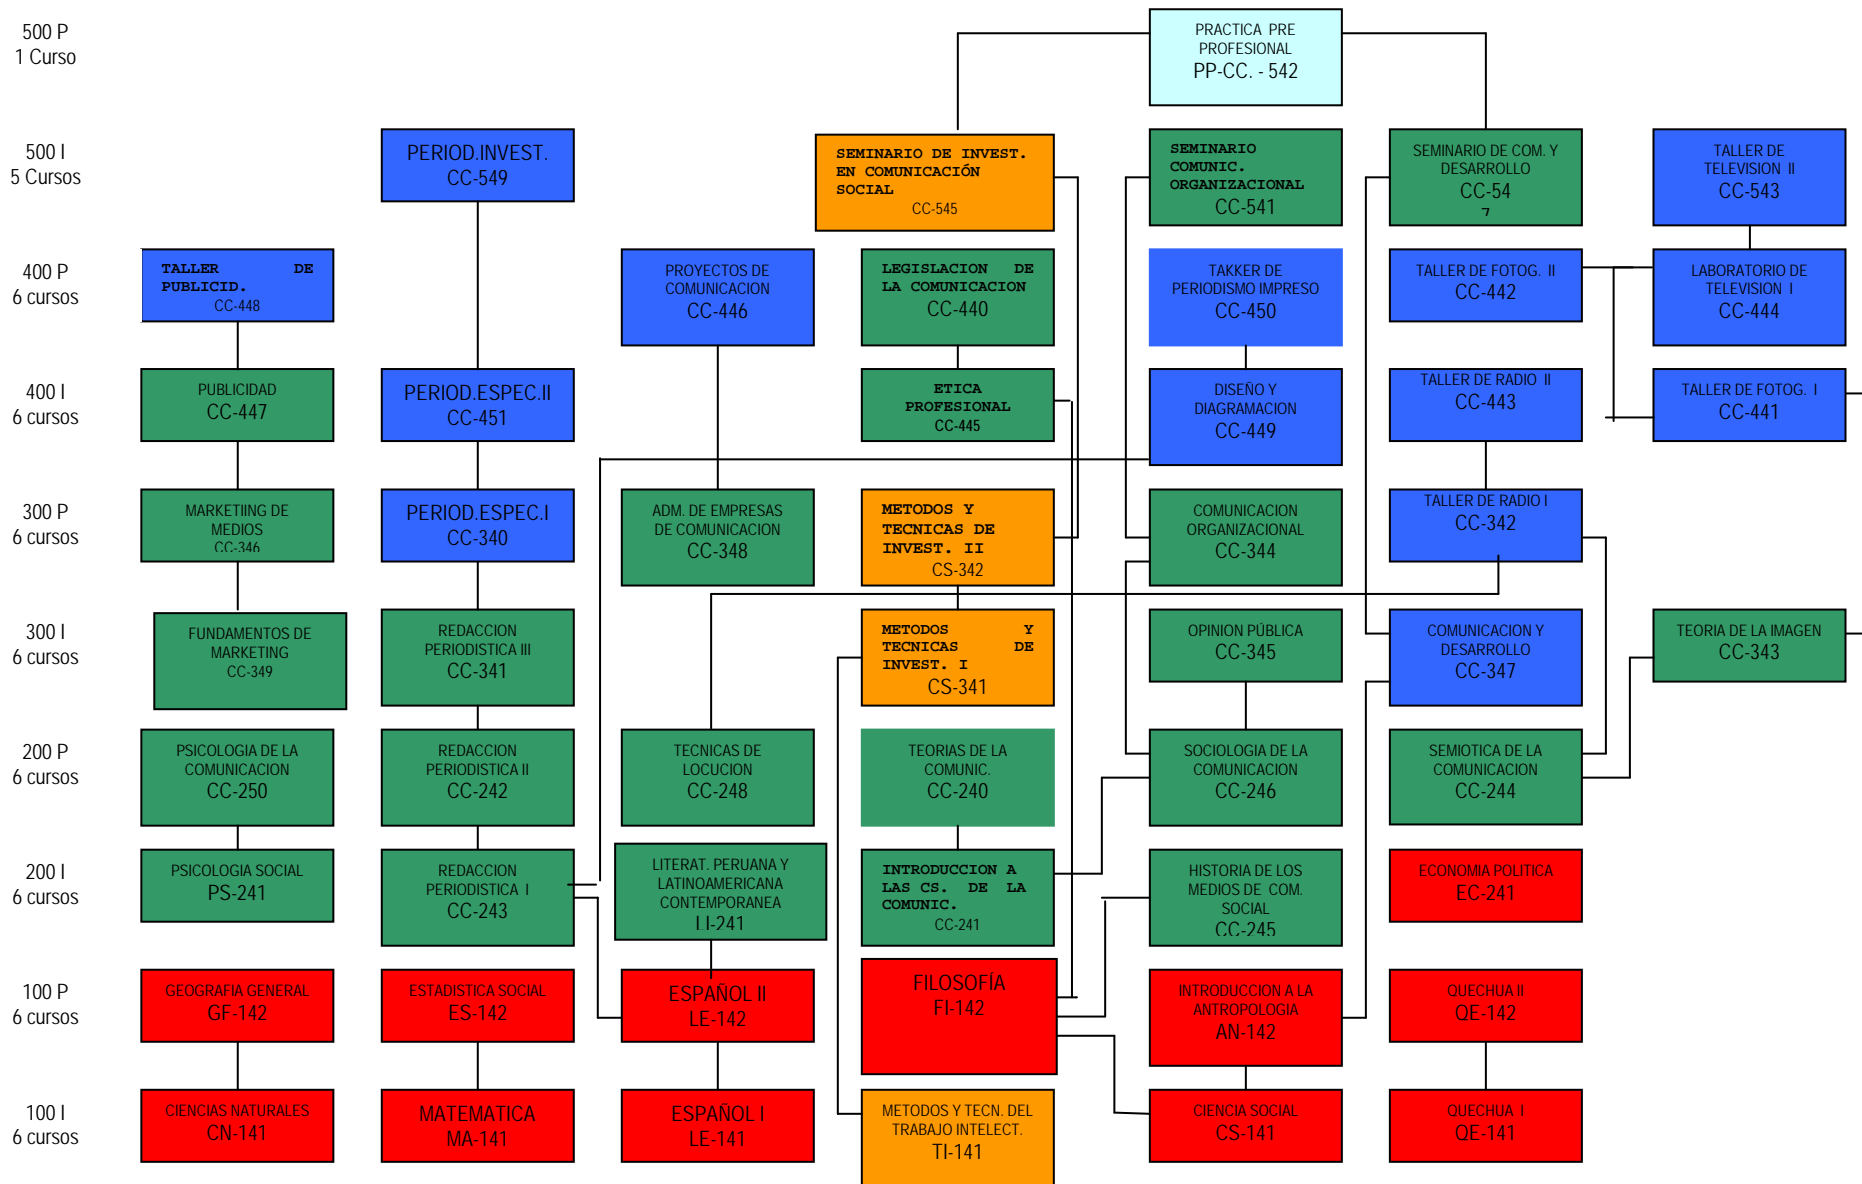 500 P
1 Curso
PRACTICA PRE
PROFESIONAL
PP-CC. - 542
500 I
5 Cursos
PERIOD.INVEST.
CC-549
SEMINARIO DE INVEST.
EN COMUNICACIÓN
SOCIAL
CC-545
SEMINARIO
COMUNIC.
ORGANIZACIONAL
CC-541
SEMINARIO DE COM. Y
DESARROLLO
CC-54
7
TALLER DE
TELEVISION II
CC-543
400 P
6 cursos
TALLER DE
PUBLICID.
CC-448
PROYECTOS DE
COMUNICACION
CC-446
LEGISLACION DE
LA COMUNICACION
CC-440
TAKKER DE
PERIODISMO IMPRESO
CC-450
TALLER DE FOTOG. II
CC-442
LABORATORIO DE
TELEVISION I
CC-444
400 I
6 cursos
PUBLICIDAD
CC-447
PERIOD.ESPEC.II
CC-451
ETICA
PROFESIONAL
CC-445
DISEÑO Y
DIAGRAMACION
CC-449
TALLER DE RADIO II
CC-443
TALLER DE FOTOG. I
CC-441
300 P
6 cursos
MARKETIING DE
MEDIOS
CC-346
PERIOD.ESPEC.I
CC-340
ADM. DE EMPRESAS
DE COMUNICACION
CC-348
METODOS Y
TECNICAS DE
INVEST. II
CS-342
COMUNICACION
ORGANIZACIONAL
CC-344
TALLER DE RADIO I
CC-342
300 I
6 cursos
FUNDAMENTOS DE
MARKETING
CC-349
REDACCION
PERIODISTICA III
CC-341
METODOS Y
TECNICAS DE
INVEST. I
CS-341
OPINION PÚBLICA
CC-345
COMUNICACION Y
DESARROLLO
CC-347
TEORIA DE LA IMAGEN
CC-343
200 P
6 cursos
PSICOLOGIA DE LA
COMUNICACION
CC-250
REDACCION
PERIODISTICA II
CC-242
TECNICAS DE
LOCUCION
CC-248
TEORIAS DE LA
COMUNIC.
CC-240
SOCIOLOGIA DE LA
COMUNICACION
CC-246
SEMIOTICA DE LA
COMUNICACION
CC-244
200 I
6 cursos
PSICOLOGIA SOCIAL
PS-241
REDACCION
PERIODISTICA I
CC-243
LITERAT. PERUANA Y
LATINOAMERICANA
CONTEMPORANEA
LI-241
INTRODUCCION A
LAS CS. DE LA
COMUNIC.
CC-241
HISTORIA DE LOS
MEDIOS DE COM.
SOCIAL
CC-245
ECONOMIA POLITICA
EC-241
100 P
6 cursos
GEOGRAFIA GENERAL
GF-142
ESTADISTICA SOCIAL
ES-142
ESPAÑOL II
LE-142
FILOSOFÍA
FI-142
INTRODUCCION A LA
ANTROPOLOGIA
AN-142
QUECHUA II
QE-142
100 I
6 cursos
CIENCIAS NATURALES
CN-141
MATEMATICA
MA-141
ESPAÑOL I
LE-141
METODOS Y TECN. DEL
TRABAJO INTELECT.
TI-141
CIENCIA SOCIAL
CS-141
QUECHUA I
QE-141